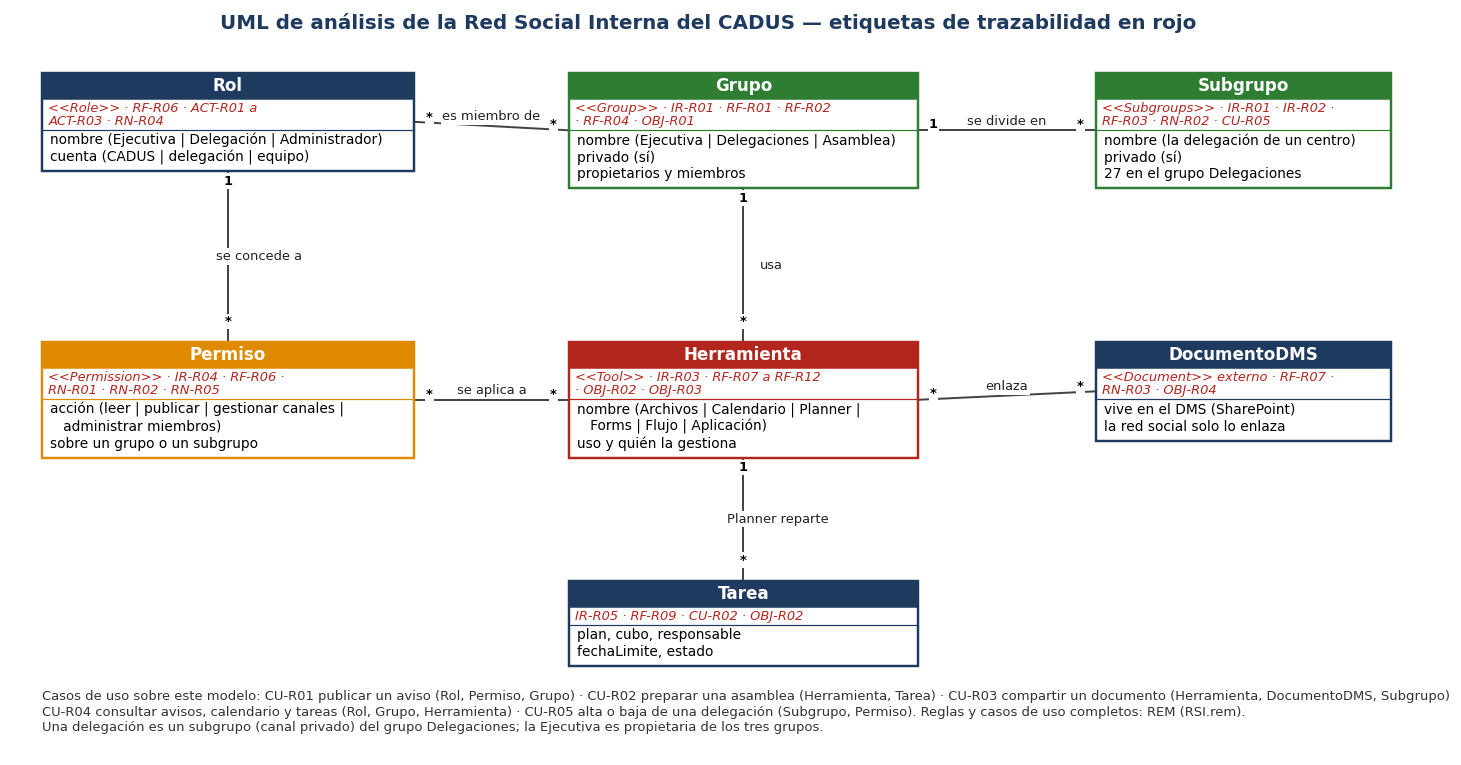 UML de análisis de la Red Social Interna del CADUS — etiquetas de trazabilidad en rojo
Rol
<<Role>> · RF-R06 · ACT-R01 a
ACT-R03 · RN-R04
nombre (Ejecutiva | Delegación | Administrador)
cuenta (CADUS | delegación | equipo)
* es miembro de *
Grupo
<<Group>> · IR-R01 · RF-R01 · RF-R02
· RF-R04 · OBJ-R01
nombre (Ejecutiva | Delegaciones | Asamblea)
privado (sí)
propietarios y miembros
1 se divide en *
Subgrupo
<<Subgroups>> · IR-R01 · IR-R02 ·
RF-R03 · RN-R02 · CU-R05
nombre (la delegación de un centro)
privado (sí)
27 en el grupo Delegaciones
1
se concede a
*
1
usa
*
Permiso
<<Permission>> · IR-R04 · RF-R06 ·
RN-R01 · RN-R02 · RN-R05
acción (leer | publicar | gestionar canales |
administrar miembros)
sobre un grupo o un subgrupo
* se aplica a *
Herramienta
<<Tool>> · IR-R03 · RF-R07 a RF-R12
· OBJ-R02 · OBJ-R03
nombre (Archivos | Calendario | Planner |
Forms | Flujo | Aplicación)
uso y quién la gestiona
* enlaza *
DocumentoDMS
<<Document>> externo · RF-R07 ·
RN-R03 · OBJ-R04
vive en el DMS (SharePoint)
la red social solo lo enlaza
1
Planner reparte
*
Tarea
IR-R05 · RF-R09 · CU-R02 · OBJ-R02
plan, cubo, responsable
fechaLimite, estado
Casos de uso sobre este modelo: CU-R01 publicar un aviso (Rol, Permiso, Grupo) · CU-R02 preparar una asamblea (Herramienta, Tarea) · CU-R03 compartir un documento (Herramienta, DocumentoDMS, Subgrupo)
CU-R04 consultar avisos, calendario y tareas (Rol, Grupo, Herramienta) · CU-R05 alta o baja de una delegación (Subgrupo, Permiso). Reglas y casos de uso completos: REM (RSI.rem).
Una delegación es un subgrupo (canal privado) del grupo Delegaciones; la Ejecutiva es propietaria de los tres grupos.